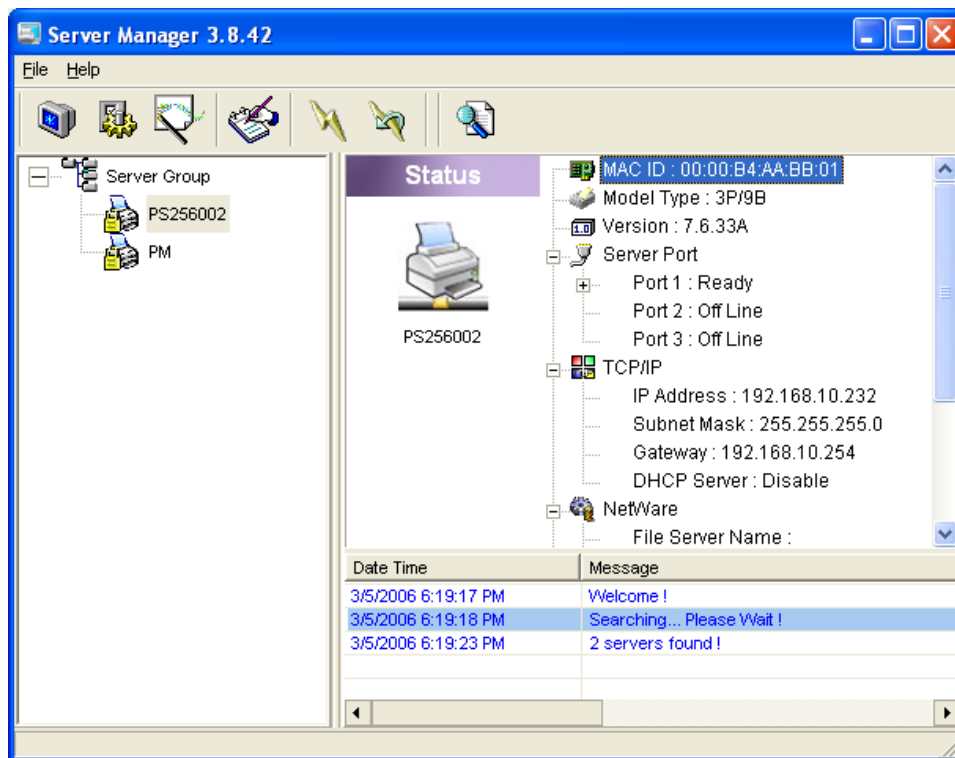 Server Manager 3.8.42
File Help
Server Group
PS256002
PM
Status
PS256002
MAC ID : 00:00:B4:AA:BB:01
Model Type : 3P/9B
1.0 Version : 7.6.33A
Server Port
Port 1 : Ready
Port 2 : Off Line
Port 3 : Off Line
TCP/IP
IP Address : 192.168.10.232
Subnet Mask : 255.255.255.0
Gateway : 192.168.10.254
DHCP Server : Disable
NetWare
File Server Name :
Date Time Message
3/5/2006 6:19:17 PM Welcome !
3/5/2006 6:19:18 PM Searching... Please Wait !
3/5/2006 6:19:23 PM 2 servers found !